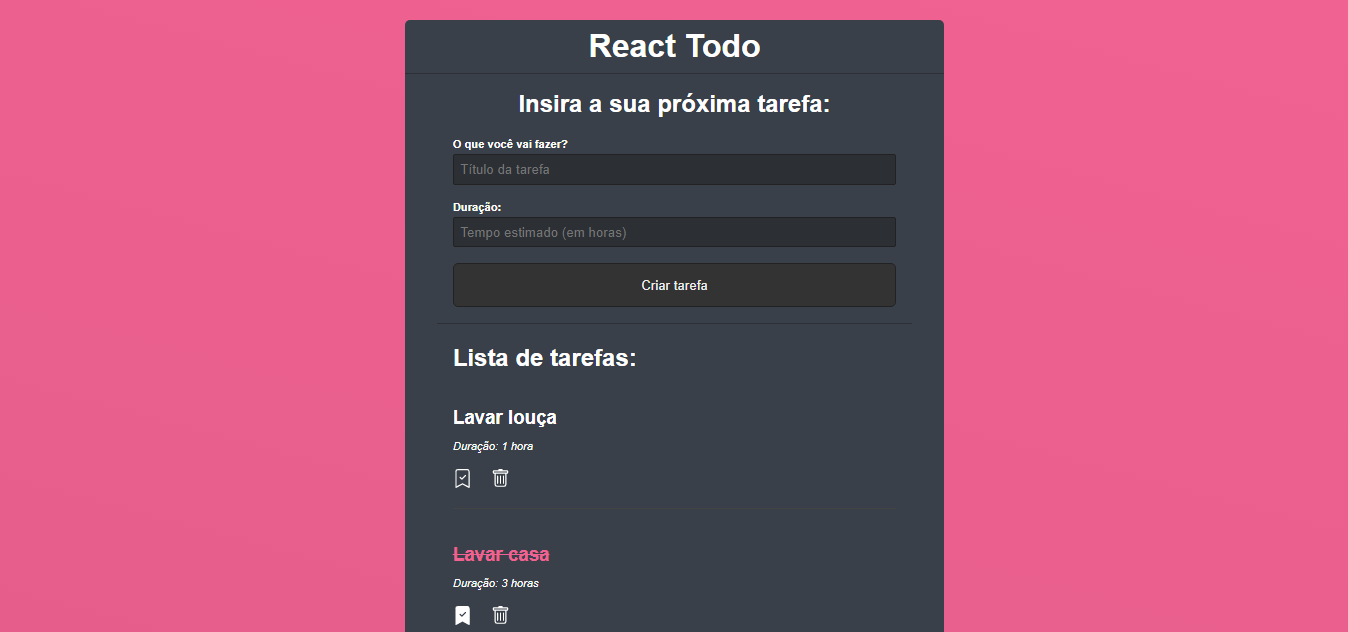 React Todo
Insira a sua próxima tarefa:
O que você vai fazer?
Título da tarefa
Duração:
Tempo estimado (em horas)
Criar tarefa
Lista de tarefas:
Lavar louça
Duração: 1 hora
Lavar casa
Duração: 3 horas